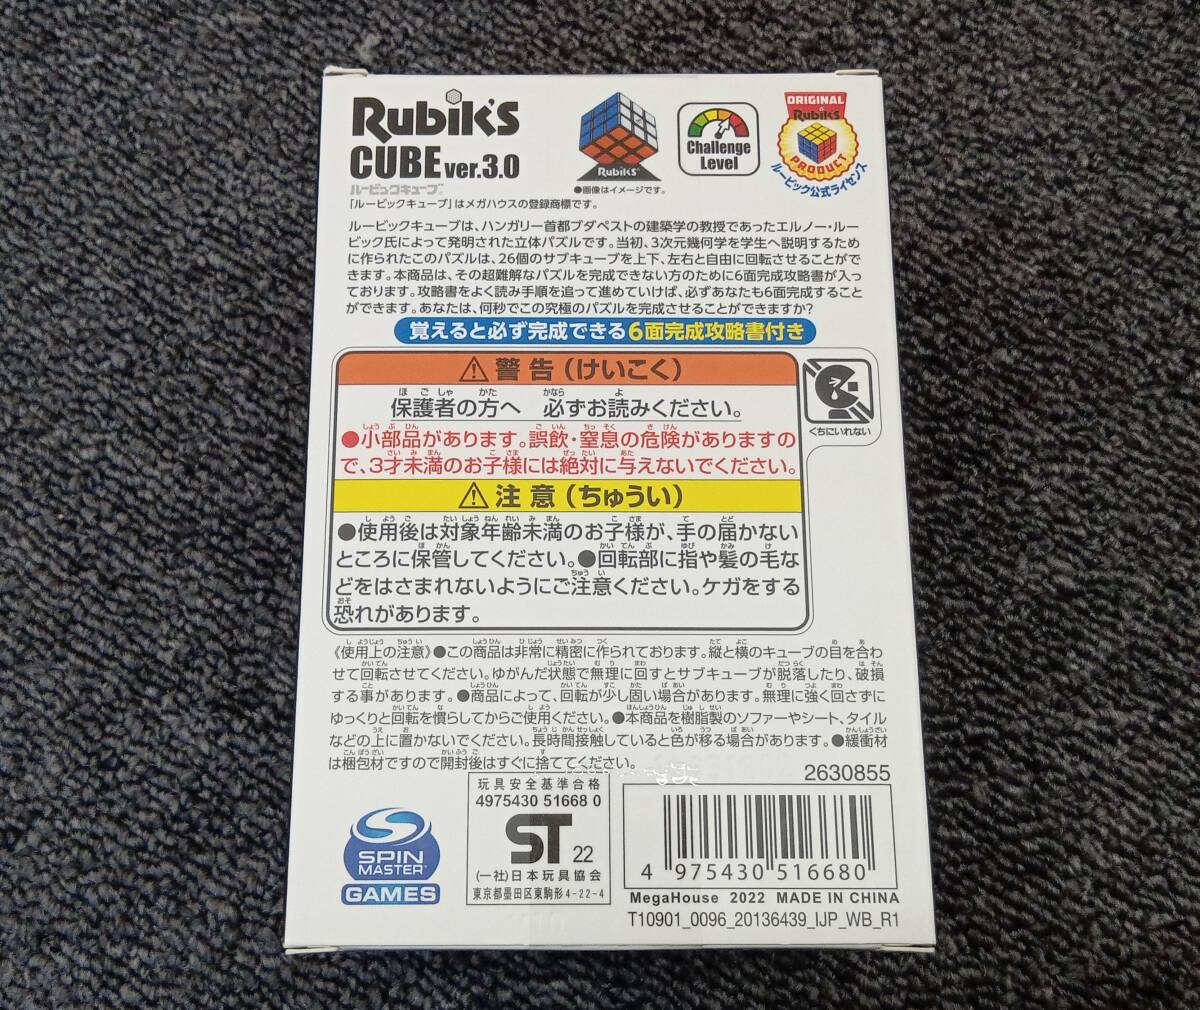 Rubik's
CUBE ver.3.0
ルービックキューブ®
「ルービックキューブ」はメガハウスの登録商標です。
Rubik's
●画像はイメージです。
Challenge
Level
ORIGINAL
Rubik's
PRODUCT
ルービック公式ライセンス
ルービックキューブは、ハンガリー首都ブダペストの建築学の教授であったエルノー・ルー
ビック氏によって発明された立体パズルです。当初、3次元幾何学を学生へ説明するため
に作られたこのパズルは、26個のサブキューブを上下、左右と自由に回転させることがで
きます。本商品は、その超難解なパズルを完成できない方のために6面完成攻略書が入っ
ております。攻略書をよく読み手順を追って進めていけば、必ずあなたも6面完成すること
ができます。あなたは、何秒でこの究極のパズルを完成させることができますか?
覚えると必ず完成できる6面完成攻略書付き
⚠警告(けいこく)
保護者の方へ 必ずお読みください。
●小部品があります。誤飲・窒息の危険がありますの
で、3才未満のお子様には絶対に与えないでください。
くちにいれない
⚠注意(ちゅうい)
●使用後は対象年齢未満のお子様が、手の届かない
ところに保管してください。●回転部に指や髪の毛な
どをはさまれないようにご注意ください。ケガをする
恐れがあります。
《使用上の注意》●この商品は非常に精密に作られております。縦と横のキューブの目を合わ
せて回転させてください。ゆがんだ状態で無理に回すとサブキューブが脱落したり、破損
する事があります。●商品によって、回転が少し固い場合があります。無理に強く回さずに
ゆっくりと回転を慣らしてからご使用ください。●本商品を樹脂製のソファーやシート、タイル
などの上に置かないでください。長時間接触していると色が移る場合があります。●緩衝材
は梱包材ですので開封後はすぐに捨ててください。
2630855
SPIN
MASTER™
GAMES
玩具安全基準合格
4975430 51668 0
ST 22
(一社)日本玩具協会
東京都墨田区東駒形4-22-4
4 975430 516680
MegaHouse 2022 MADE IN CHINA
T10901_0096_20136439_IJP_WB_R1